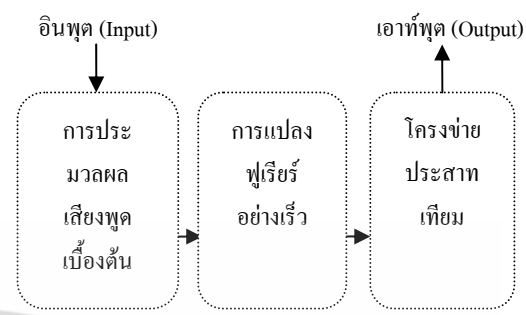 อินพุต (Input)
เอาท์พุต (Output)
การประ
มวลผล
เสียงพูด
เบื้องต้น
การแปลง
ฟูเรียร์
อย่างเร็ว
โครงข่าย
ประสาท
เทียม